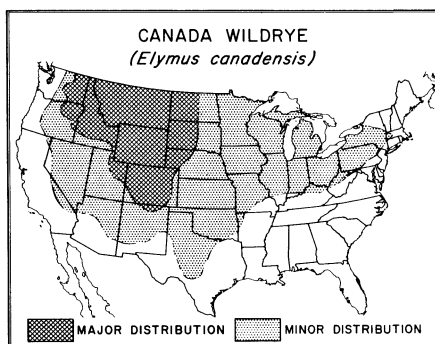 CANADA WILDRYE
(Elymus canadensis)
MAJOR DISTRIBUTION MINOR DISTRIBUTION